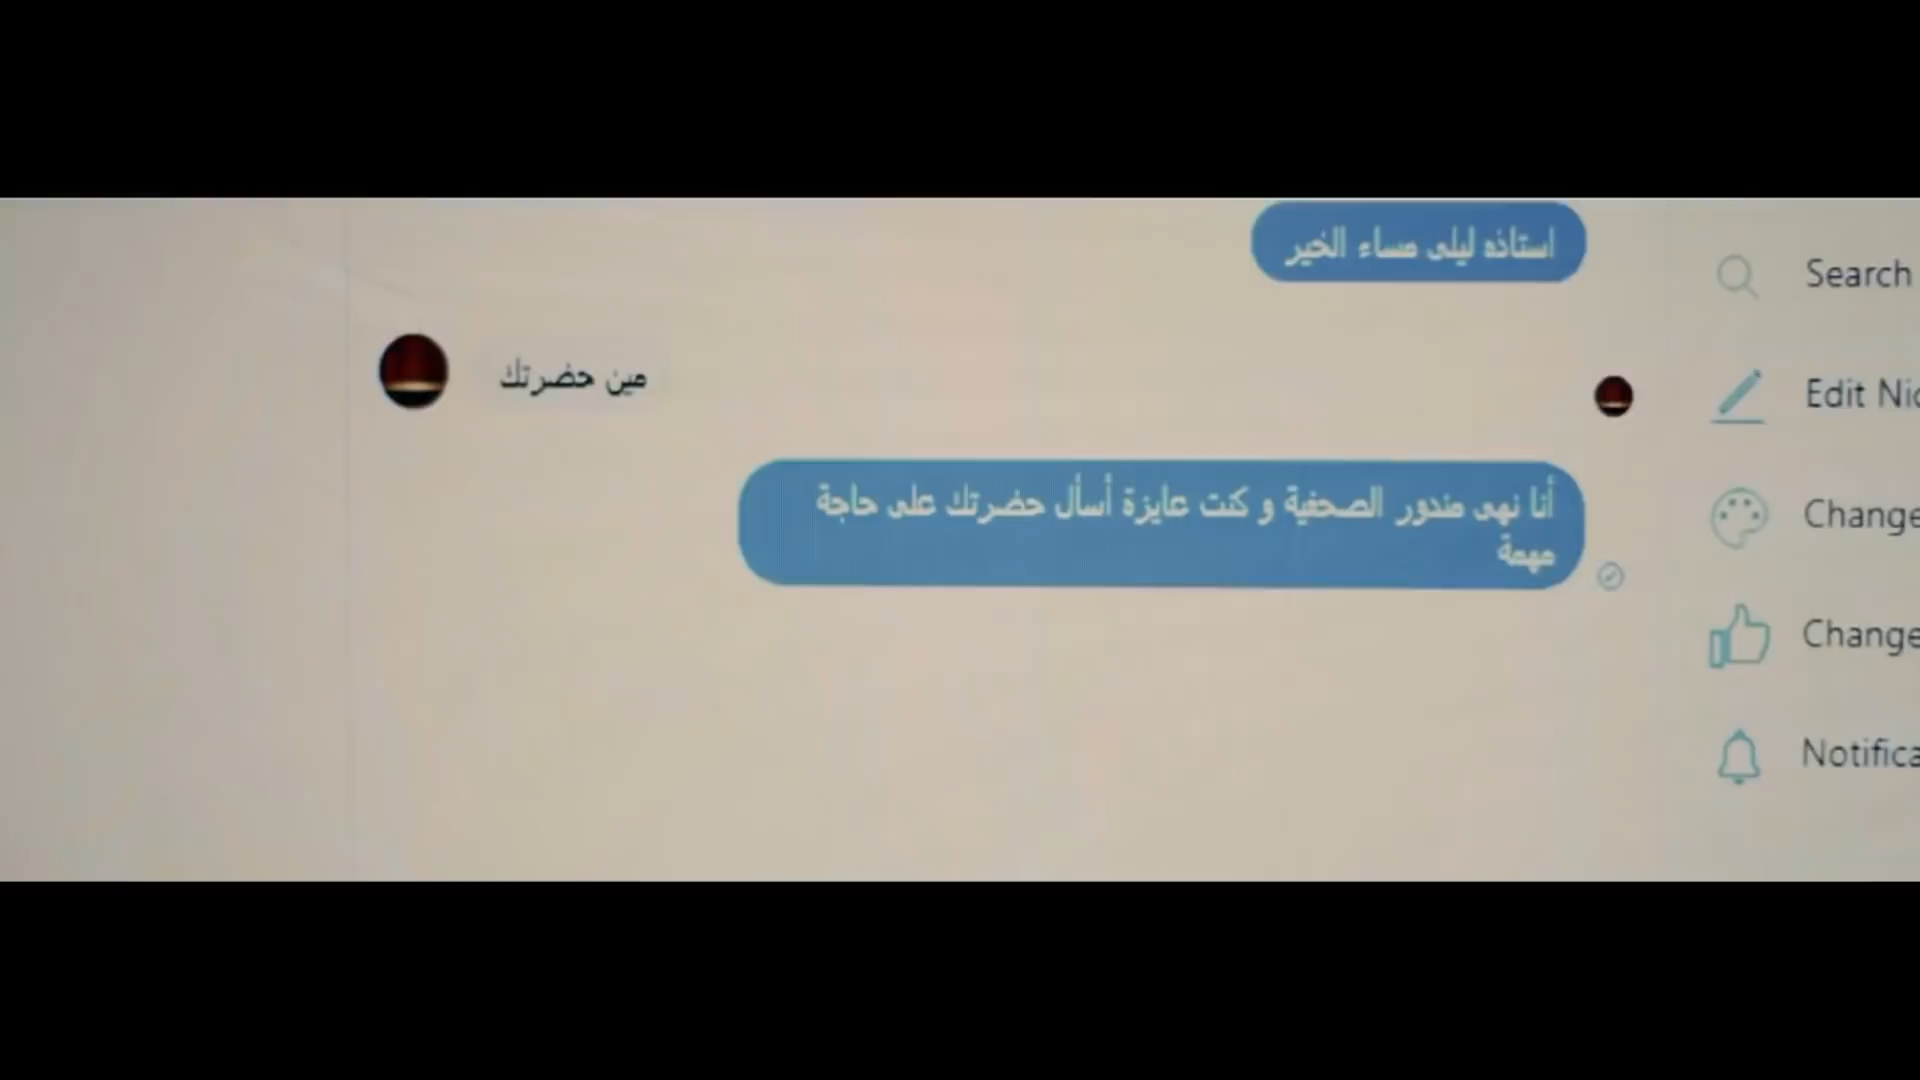 استاذه ليلى مساء الخير
مين حضرتك
أنا نهى مندور الصحفية و كنت عايزة أسأل حضرتك على حاجة
مهمة
Search
Edit Nic
Change
Change
Notifica